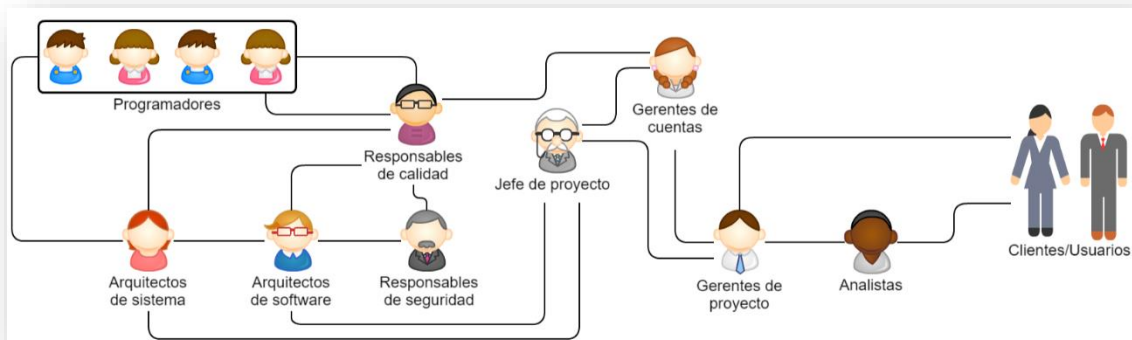 Programadores
Responsables
de calidad
Jefe de proyecto
Gerentes de
cuentas
Clientes/Usuarios
Arquitectos
de sistema
Arquitectos
de software
Responsables
de seguridad
Gerentes de
proyecto
Analistas